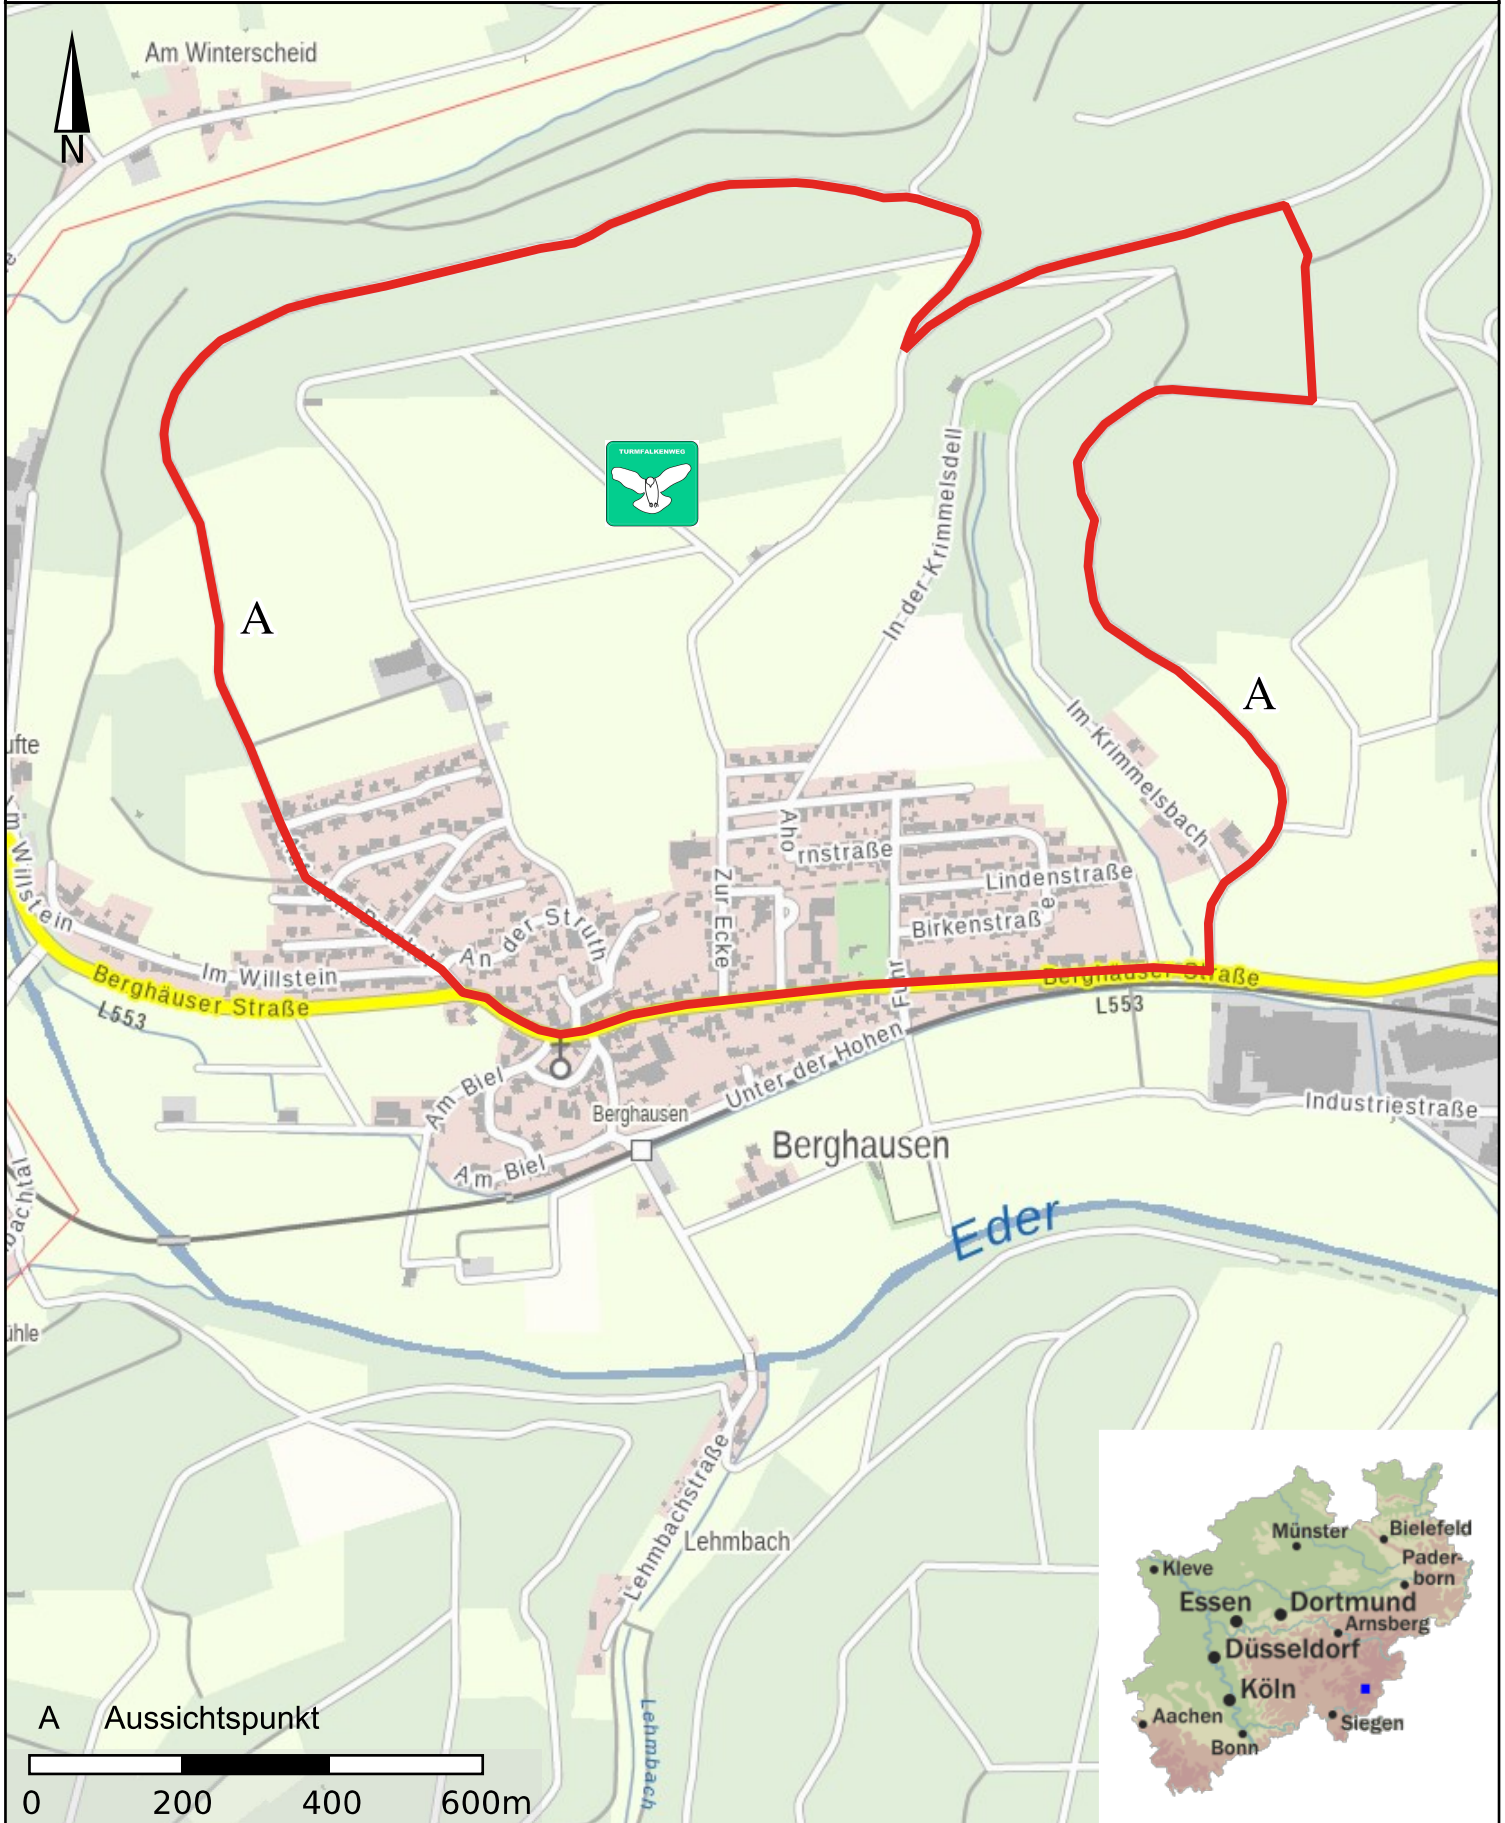 Am Winterscheid
N
TURMFALKENWEG
In-der-Krimmelsdell
A
A
Im-Krimmelsbach
ufte
Im Willstein
Aho
rnstraße
Lindenstraße
Zur Ecke
Birkenstraße
An der Struth
Im Willstein
Berghäuser Straße
Berghäuser Straße
L553
L553
Unter der Hohen
Am Biel
Berghausen
Industriestraße
Berghausen
Am Biel
bachtal
Eder
ühle
Lehmbachstraße
Lehmbach
Lehmbach
Münster
Bielefeld
Pader-
born
Kleve
Essen
Dortmund
Arnsberg
Düsseldorf
Köln
Aachen
Siegen
Bonn
A Aussichtspunkt
0 200 400 600m